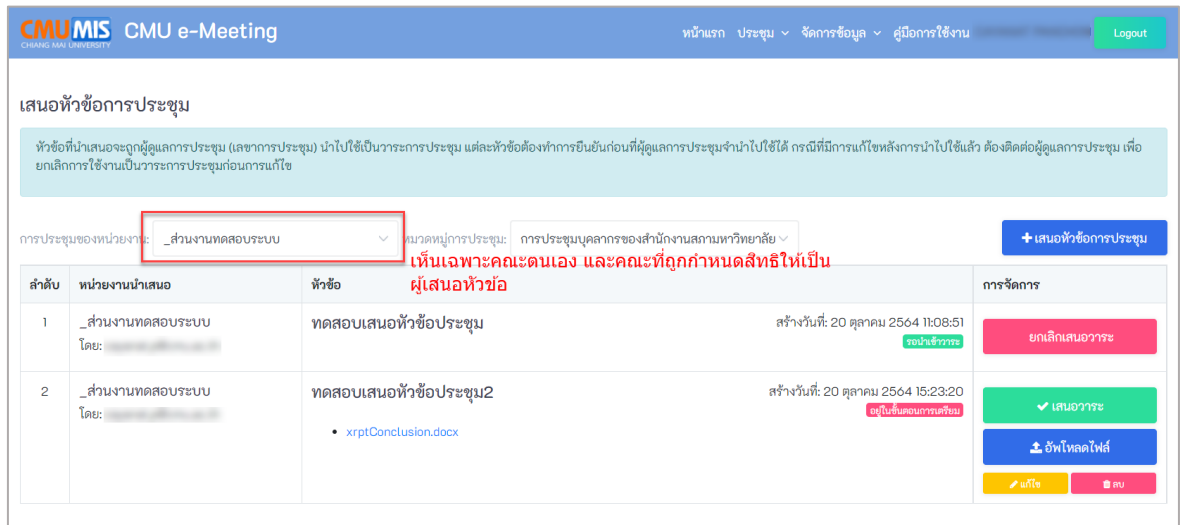 CMU MIS CMU e-Meeting หน้าแรก ประชุม จัดการข้อมูล คู่มือการใช้งาน Logout
CHIANG MAI UNIVERSITY
เสนอหัวข้อการประชุม
หัวข้อที่นำเสนอจะถูกผู้ดูแลการประชุม (เลขาการประชุม) นำไปใช้เป็นวาระการประชุม แต่ละหัวข้อต้องทำการยืนยันก่อนที่ผู้ดูแลการประชุมจำนำไปใช้ได้ กรณีที่มีการแก้ไขหลังการนำไปใช้แล้ว ต้องติดต่อผู้ดูแลการประชุม เพื่อ
ยกเลิกการใช้งานเป็นวาระการประชุมก่อนการแก้ไข
การประชุมของหน่วยงาน: _ส่วนงานทดสอบระบบ หมวดหมู่การประชุม: การประชุมบุคลากรของสำนักงานสภามหาวิทยาลัย + เสนอหัวข้อการประชุม
เห็นเฉพาะคณะตนเอง และคณะที่ถูกกำหนดสิทธิให้เป็น
ผู้เสนอหัวข้อ
ลำดับ หน่วยงานนำเสนอ หัวข้อ การจัดการ
1 _ส่วนงานทดสอบระบบ ทดสอบเสนอหัวข้อประชุม สร้างวันที่: 20 ตุลาคม 2564 11:08:51
โดย: รอนำเข้าวาระ ยกเลิกเสนอวาระ
2 _ส่วนงานทดสอบระบบ ทดสอบเสนอหัวข้อประชุม2 สร้างวันที่: 20 ตุลาคม 2564 15:23:20
โดย: อยู่ในขั้นตอนการเตรียม เสนอวาระ
xrptConclusion.docx
อัพโหลดไฟล์
แก้ไข ลบ